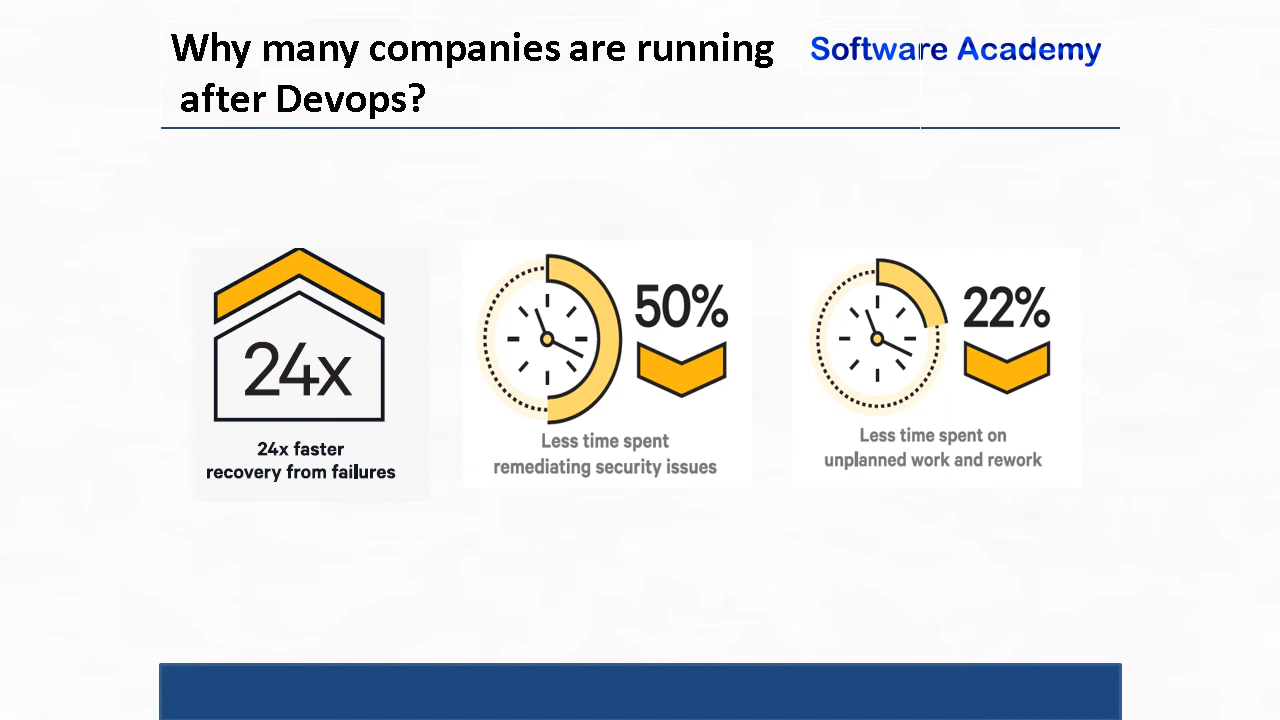 Why many companies are running
after Devops?
Software Academy
24x
24x faster
recovery from failures
50%
Less time spent
remediating security issues
22%
Less time spent on
unplanned work and rework